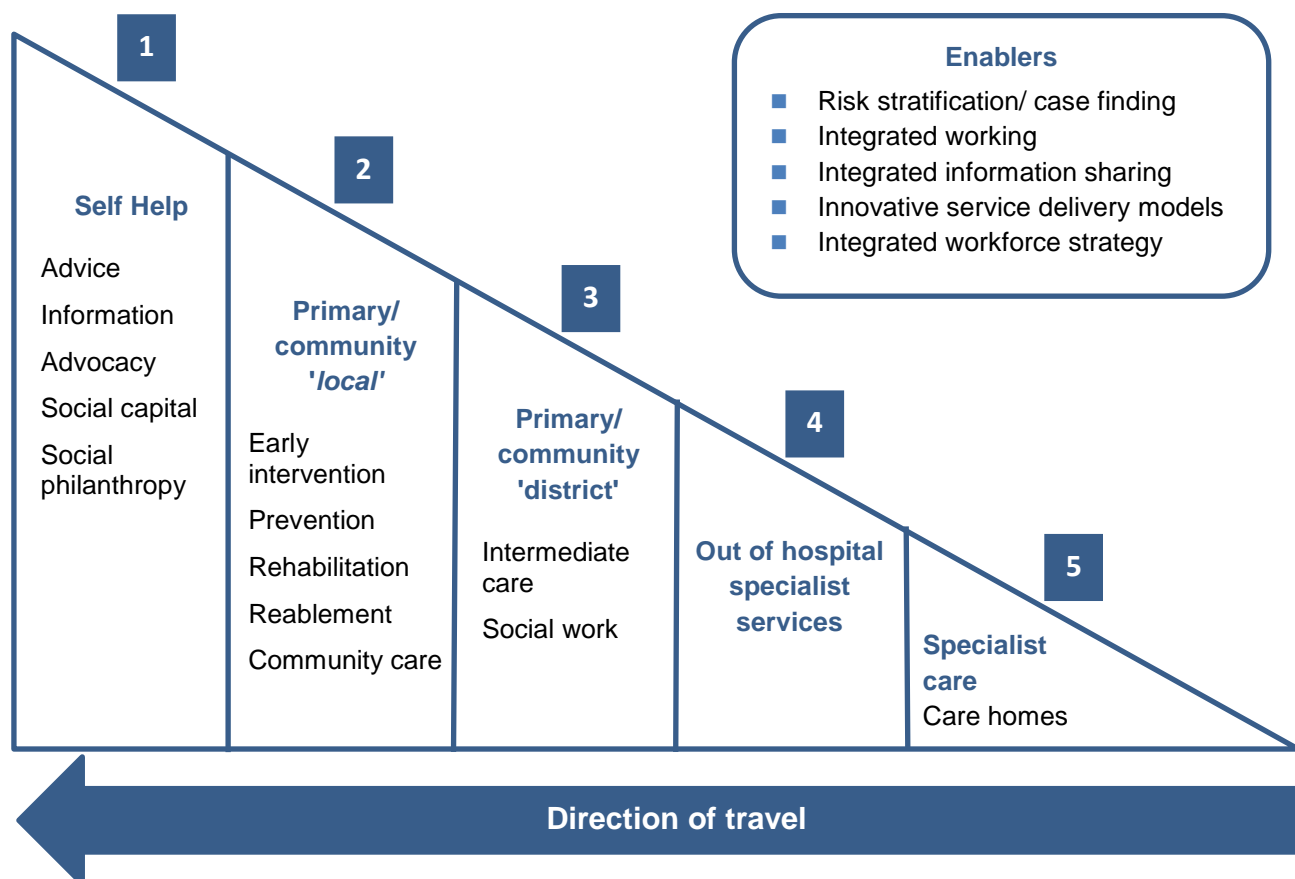 1
Self Help
Advice
Information
Advocacy
Social capital
Social
philanthropy
2
Primary/
community
'local'
Early
intervention
Prevention
Rehabilitation
Reablement
Community care
3
Primary/
community
'district'
Intermediate
care
Social work
4
Out of hospital
specialist
services
5
Specialist
care
Care homes
Enablers
Risk stratification/ case finding
Integrated working
Integrated information sharing
Innovative service delivery models
Integrated workforce strategy
Direction of travel